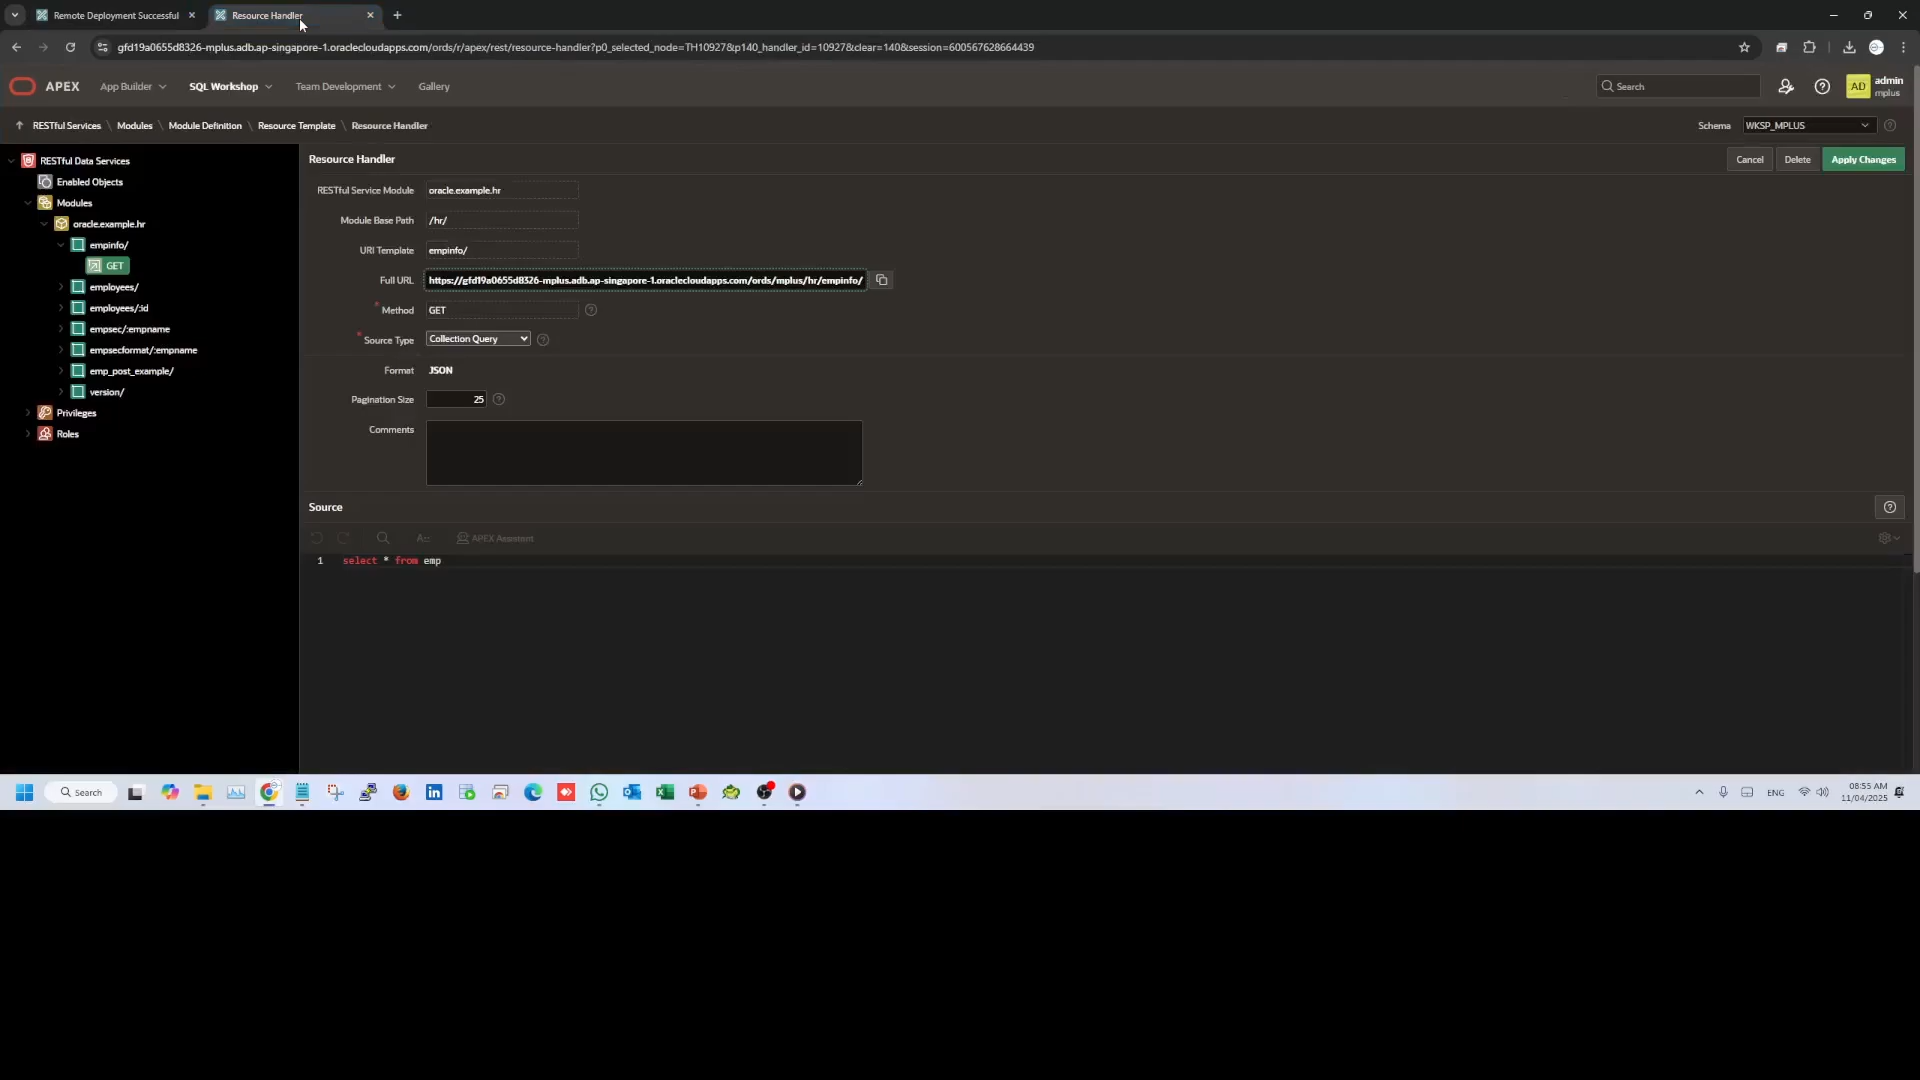 Remote Deployment Successful
Resource Handler
gfd19a0655d8326-mplus.adb.ap-singapore-1.oraclecloudapps.com/ords/r/apex/rest/resource-handler?p0_selected_node=TH10927&p140_handler_id=10927&clear=140&session=600567628664439
APEX App Builder SQL Workshop Team Development Gallery Search AD admin mplus
RESTful Services \ Modules \ Module Definition \ Resource Template \ Resource Handler Schema WKSP_MPLUS
RESTful Data Services
Enabled Objects
Modules
oracle.example.hr
empinfo/
GET
employees/
employees/:id
empsec/:empname
empsecformat/:empname
emp_post_example/
version/
Privileges
Roles
Resource Handler Cancel Delete Apply Changes
RESTful Service Module oracle.example.hr
Module Base Path /hr/
URI Template empinfo/
Full URL https://gfd19a0655d8326-mplus.adb.ap-singapore-1.oraclecloudapps.com/ords/mplus/hr/empinfo/
* Method GET
* Source Type Collection Query
Format JSON
Pagination Size 25
Comments
Source
A:: APEX Assistant
1 select * from emp
Search ENG 08:55 AM
11/04/2025